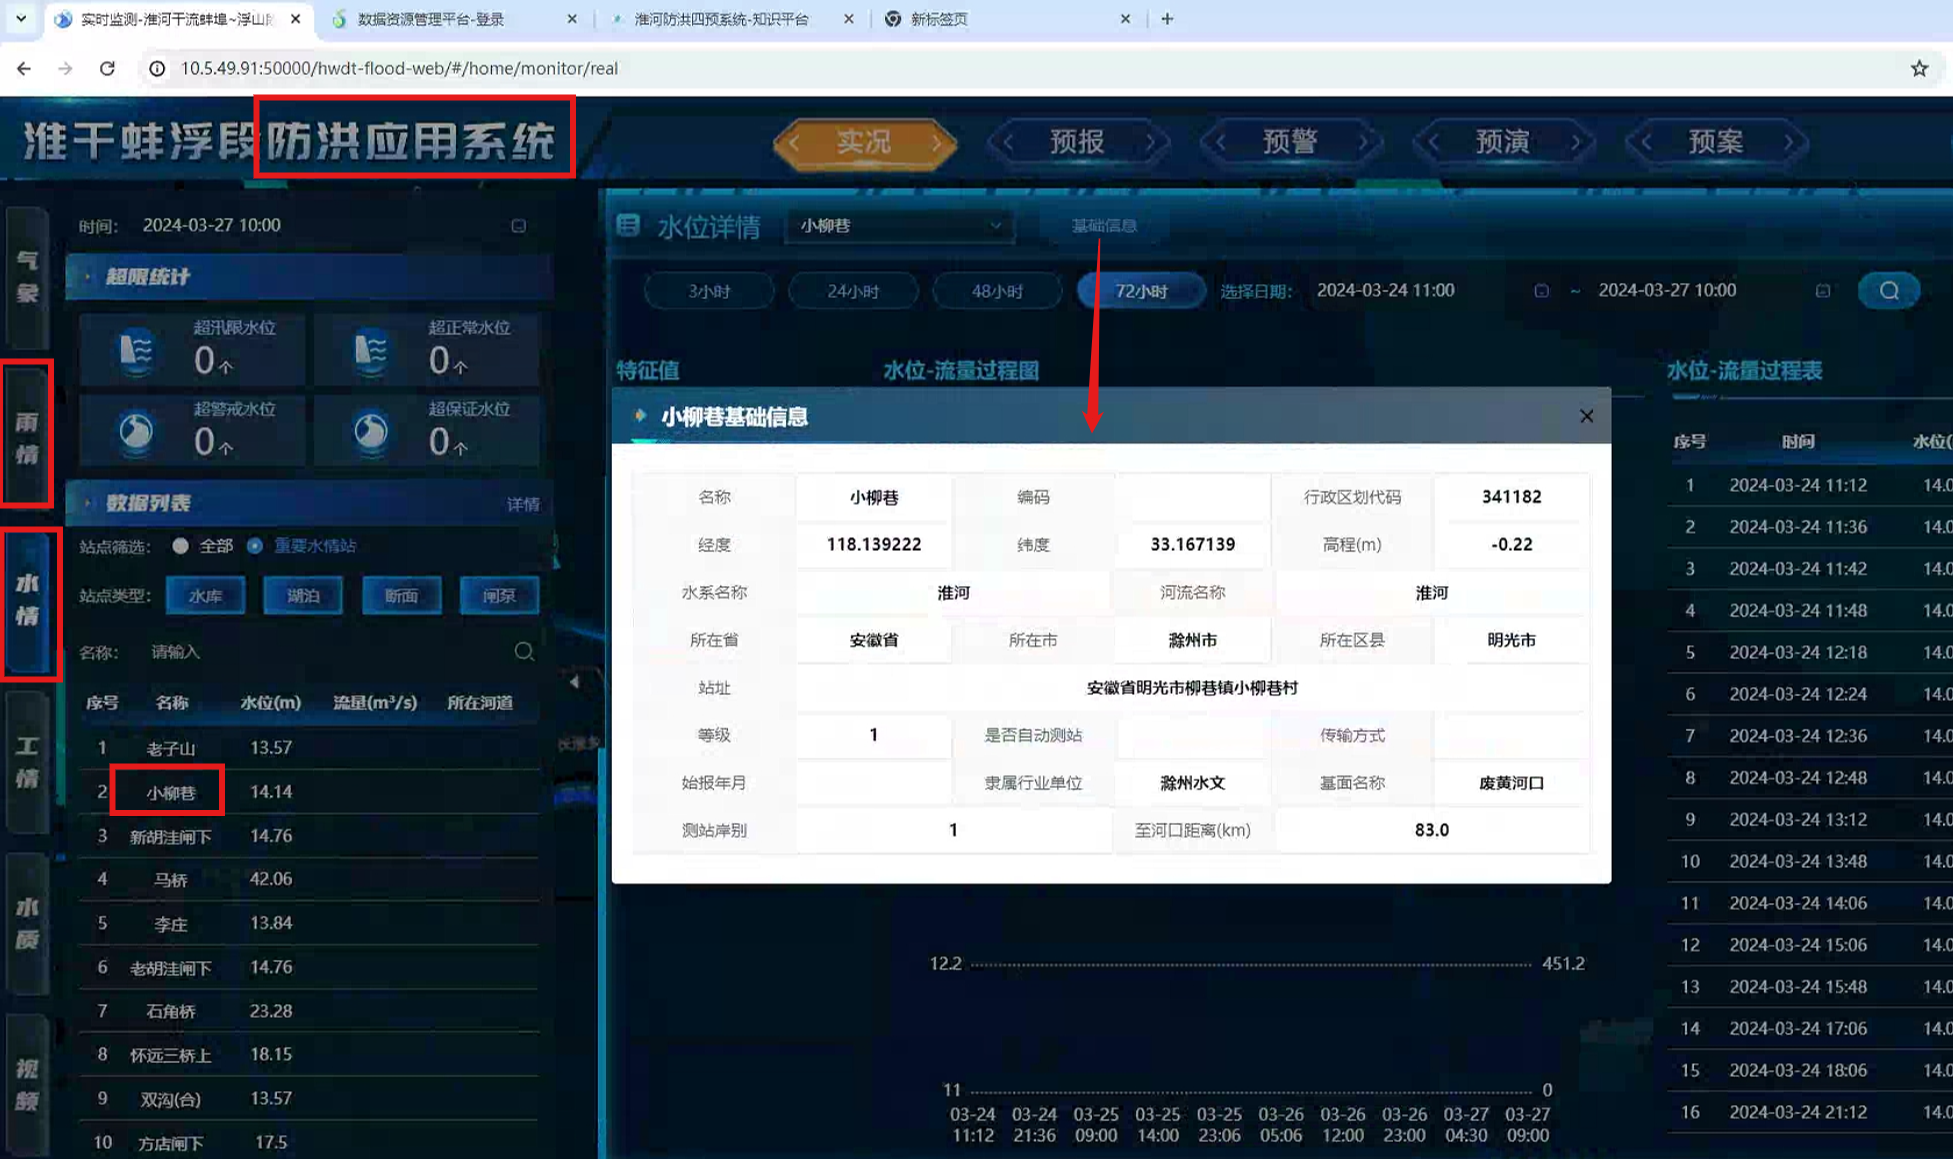 实时监测-淮河干流蚌埠~浮山段
数据资源管理平台-登录
淮河防洪四预系统-知识平台
新标签页
10.5.49.91:50000/hwdt-flood-web/#/home/monitor/real
淮干蚌浮段防洪应用系统
实况
预报
预警
预演
预案
气象
雨情
水情
工情
水质
视频
时间: 2024-03-27 10:00
超限统计
超汛限水位 0个
超正常水位 0个
超警戒水位 0个
超保证水位 0个
数据列表 详情
站点筛选: 全部 重要水情站
站点类型: 水库 湖泊 断面 闸泵
名称: 请输入
序号 名称 水位(m) 流量(m³/s) 所在河道
1 老子山 13.57
2 小柳巷 14.14
3 新胡洼闸下 14.76
4 马桥 42.06
5 李庄 13.84
6 老胡洼闸下 14.76
7 石角桥 23.28
8 怀远三桥上 18.15
9 双沟(合) 13.57
10 方店闸下 17.5
水位详情 小柳巷 基础信息
3小时 24小时 48小时 72小时 选择日期: 2024-03-24 11:00 ~ 2024-03-27 10:00
特征值
水位-流量过程图
水位-流量过程表
小柳巷基础信息
名称 小柳巷 编码 行政区划代码 341182
经度 118.139222 纬度 33.167139 高程(m) -0.22
水系名称 淮河 河流名称 淮河
所在省 安徽省 所在市 滁州市 所在区县 明光市
站址 安徽省明光市柳巷镇小柳巷村
等级 1 是否自动测站 传输方式
始报年月 隶属行业单位 滁州水文 基面名称 废黄河口
测站岸别 1 至河口距离(km) 83.0
12.2 451.2
11 0
03-24 03-24 03-25 03-25 03-25 03-26 03-26 03-26 03-27 03-27
11:12 21:36 09:00 14:00 23:06 05:06 12:00 23:00 04:30 09:00
序号 时间 水位(
1 2024-03-24 11:12 14.0
2 2024-03-24 11:36 14.0
3 2024-03-24 11:42 14.0
4 2024-03-24 11:48 14.0
5 2024-03-24 12:18 14.0
6 2024-03-24 12:24 14.0
7 2024-03-24 12:36 14.0
8 2024-03-24 12:48 14.0
9 2024-03-24 13:12 14.0
10 2024-03-24 13:48 14.0
11 2024-03-24 14:06 14.0
12 2024-03-24 15:06 14.0
13 2024-03-24 15:48 14.0
14 2024-03-24 17:06 14.0
15 2024-03-24 18:06 14.0
16 2024-03-24 21:12 14.0